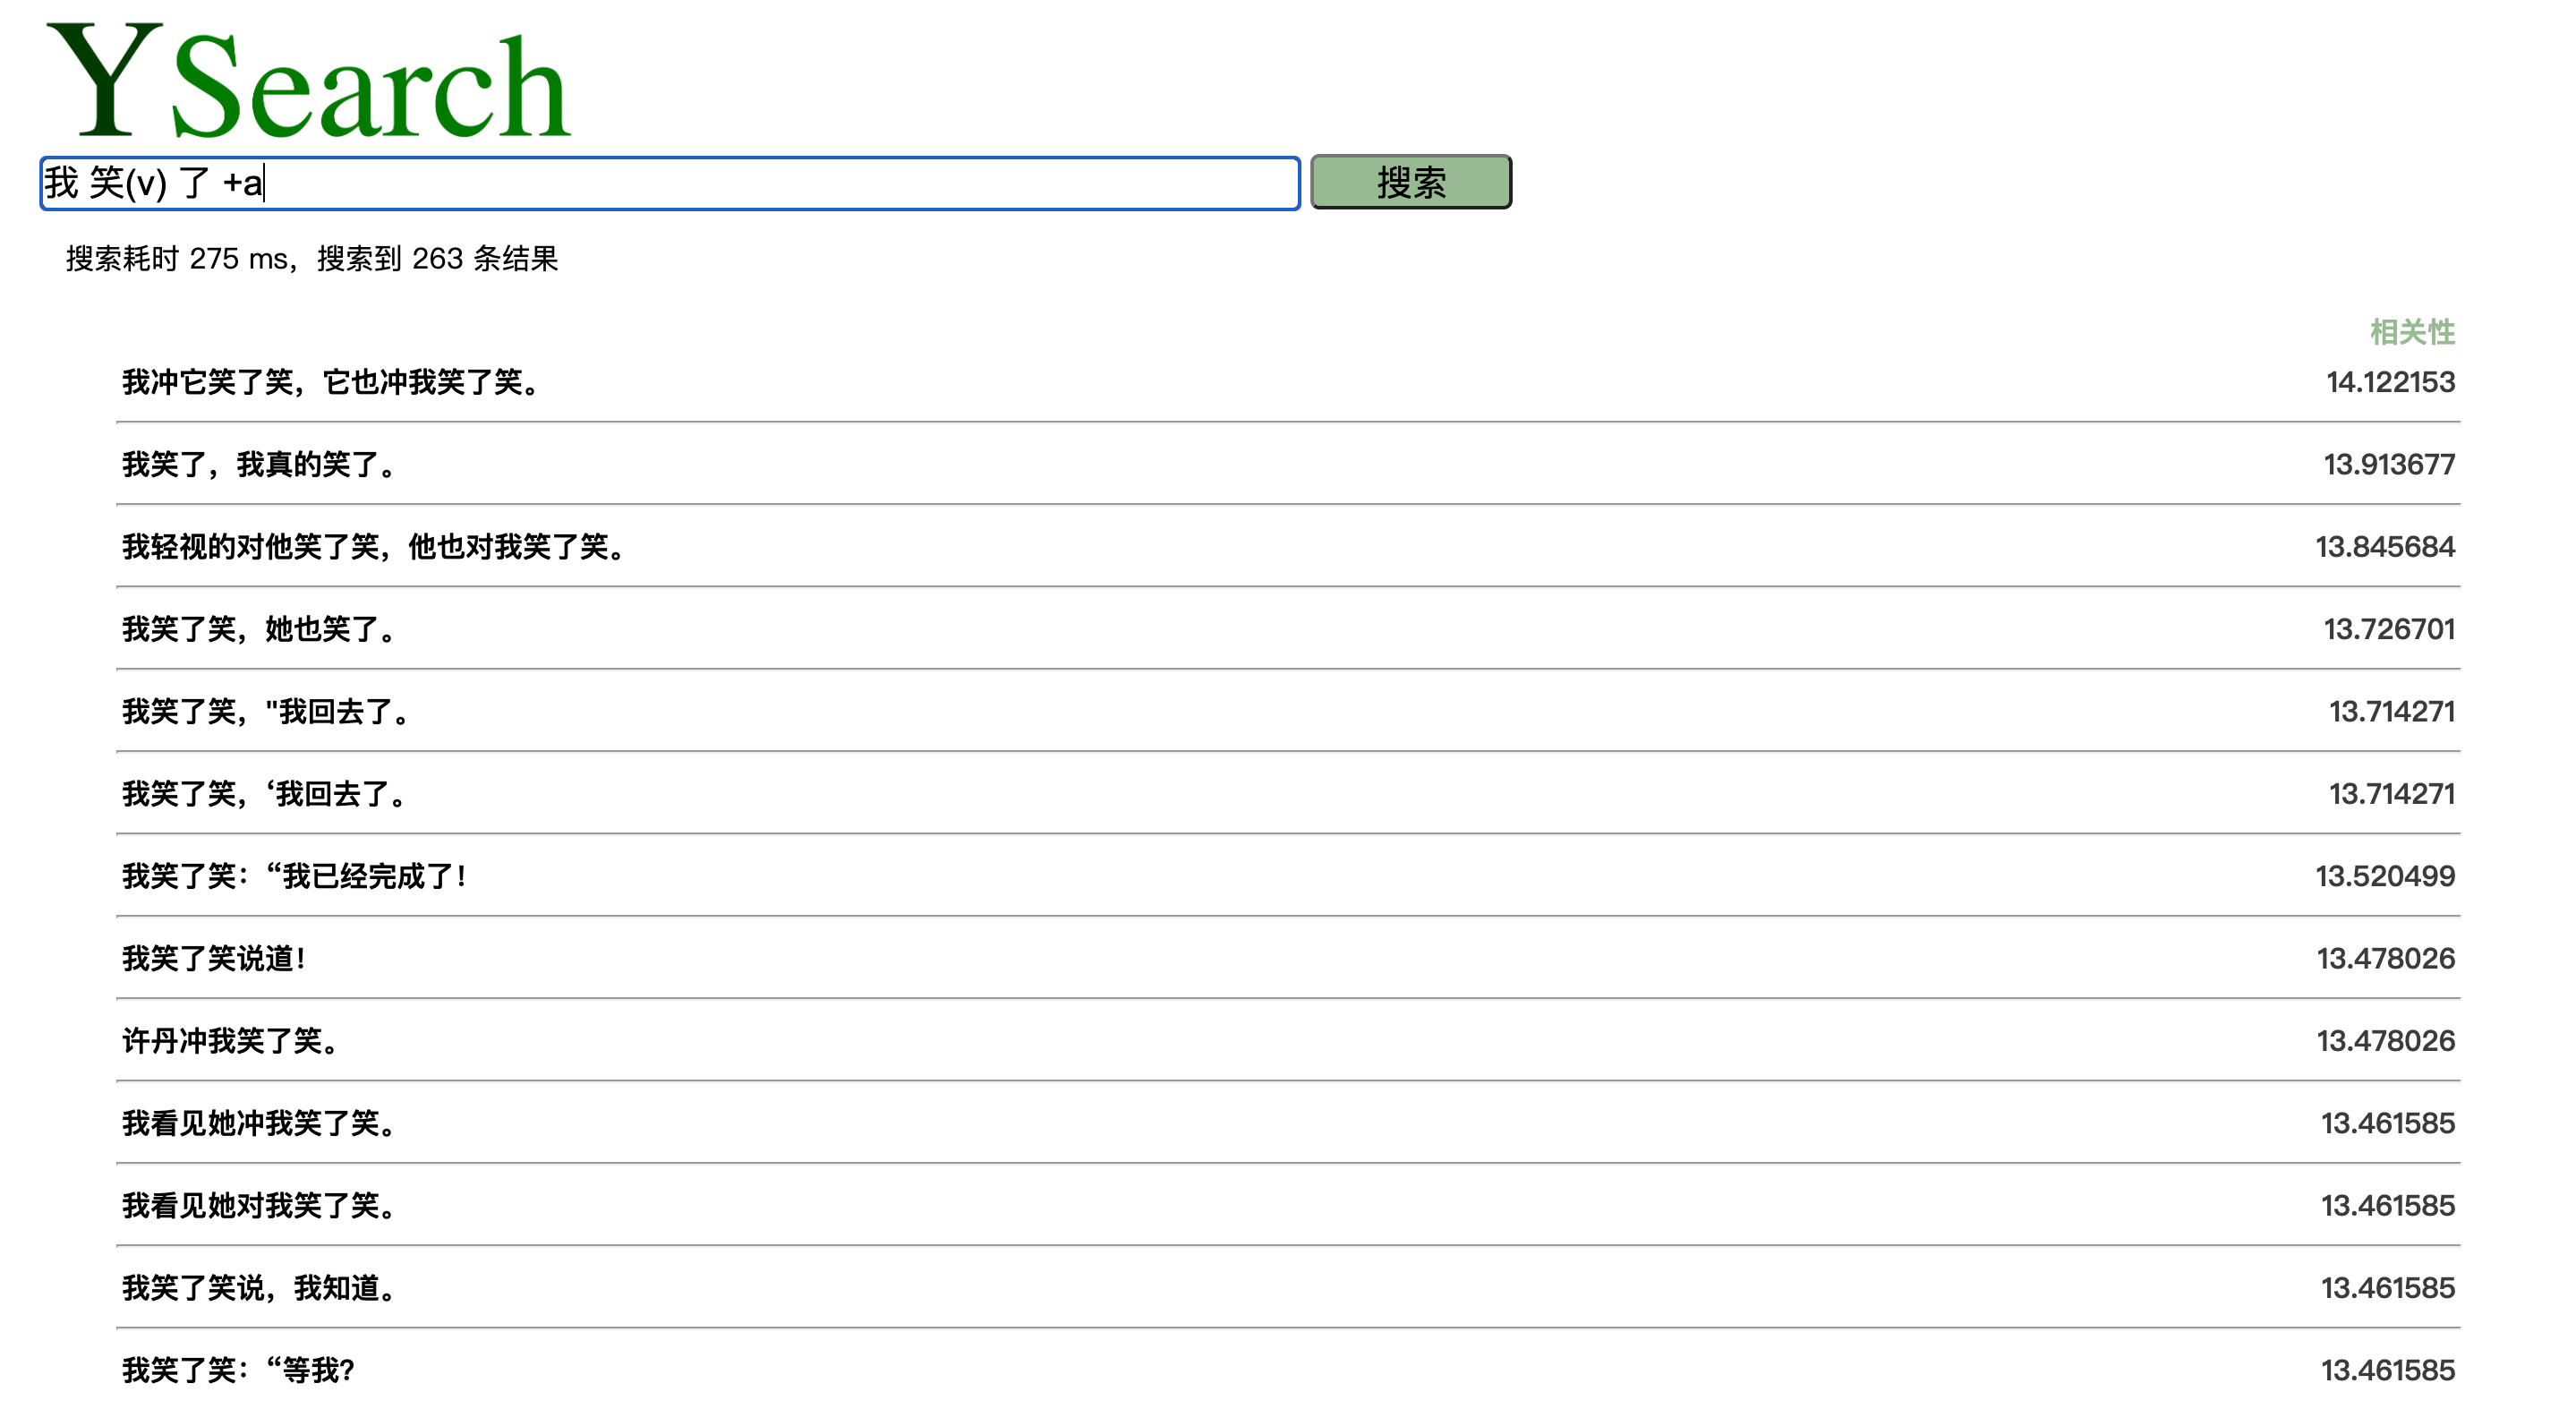 YSearch
我 笑(v) 了 +a 搜索
搜索耗时 275 ms，搜索到 263 条结果
相关性
我冲它笑了笑，它也冲我笑了笑。 14.122153
我笑了，我真的笑了。 13.913677
我轻视的对他笑了笑，他也对我笑了笑。 13.845684
我笑了笑，她也笑了。 13.726701
我笑了笑，"我回去了。 13.714271
我笑了笑，‘我回去了。 13.714271
我笑了笑：“我已经完成了！ 13.520499
我笑了笑说道！ 13.478026
许丹冲我笑了笑。 13.478026
我看见她冲我笑了笑。 13.461585
我看见她对我笑了笑。 13.461585
我笑了笑说，我知道。 13.461585
我笑了笑：“等我? 13.461585